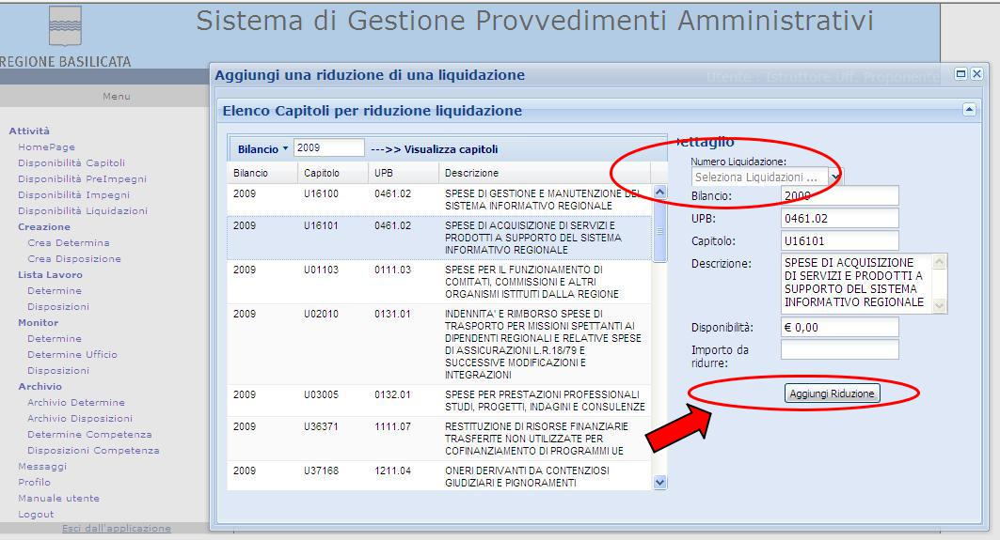 Sistema di Gestione Provvedimenti Amministrativi
REGIONE BASILICATA
Utente : Istruttore Uff. Proponente
Menu
Attività
HomePage
Disponibilità Capitoli
Disponibilità PreImpegni
Disponibilità Impegni
Disponibilità Liquidazioni
Creazione
Crea Determina
Crea Disposizione
Lista Lavoro
Determine
Disposizioni
Monitor
Determine
Determine Ufficio
Disposizioni
Archivio
Archivio Determine
Archivio Disposizioni
Determine Competenza
Disposizioni Competenza
Messaggi
Profilo
Manuale utente
Logout
Esci dall'applicazione
Aggiungi una riduzione di una liquidazione
Elenco Capitoli per riduzione liquidazione
Bilancio 2009 --->> Visualizza capitoli
Bilancio Capitolo UPB Descrizione
2009 U16100 0461.02 SPESE DI GESTIONE E MANUTENZIONE DEL
SISTEMA INFORMATIVO REGIONALE
2009 U16101 0461.02 SPESE DI ACQUISIZIONE DI SERVIZI E
PRODOTTI A SUPPORTO DEL SISTEMA
INFORMATIVO REGIONALE
2009 U01103 0111.03 SPESE PER IL FUNZIONAMENTO DI
COMITATI, COMMISSIONI E ALTRI
ORGANISMI ISTITUITI DALLA REGIONE
2009 U02010 0131.01 INDENNITA' E RIMBORSO SPESE DI
TRASPORTO PER MISSIONI SPETTANTI AI
DIPENDENTI REGIONALI E RELATIVE SPESE
DI ASSICURAZIONI L.R.18/79 E
SUCCESSIVE MODIFICAZIONI E
INTEGRAZIONI
2009 U03005 0132.01 SPESE PER PRESTAZIONI PROFESSIONALI
STUDI, PROGETTI, INDAGINI E CONSULENZE
2009 U36371 1111.07 RESTITUZIONE DI RISORSE FINANZIARIE
TRASFERITE NON UTILIZZATE PER
COFINANZIAMENTO DI PROGRAMMI UE
2009 U37168 1211.04 ONERI DERIVANTI DA CONTENZIOSI
GIUDIZIARI E PIGNORAMENTI
Dettaglio
Numero Liquidazione:
Seleziona Liquidazioni ...
Bilancio: 2009
UPB: 0461.02
Capitolo: U16101
Descrizione: SPESE DI ACQUISIZIONE
DI SERVIZI E PRODOTTI A
SUPPORTO DEL SISTEMA
INFORMATIVO REGIONALE
Disponibilità: € 0,00
Importo da
ridurre:
Aggiungi Riduzione